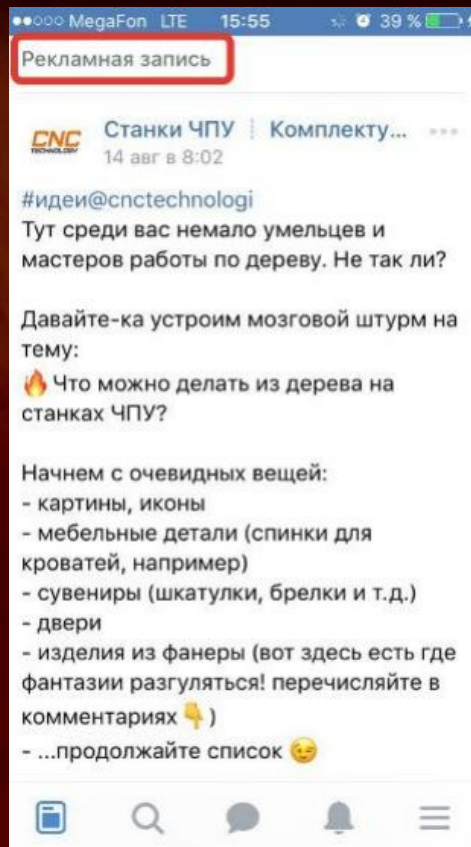 MegaFon LTE 15:55 39 %
Рекламная запись
CNC
TECHNOLOGY
Станки ЧПУ ┊ Комплекту...
14 авг в 8:02
#идеи@cnctechnologi
Тут среди вас немало умельцев и
мастеров работы по дереву. Не так ли?
Давайте-ка устроим мозговой штурм на
тему:
🔥 Что можно делать из дерева на
станках ЧПУ?
Начнем с очевидных вещей:
- картины, иконы
- мебельные детали (спинки для
кроватей, например)
- сувениры (шкатулки, брелки и т.д.)
- двери
- изделия из фанеры (вот здесь есть где
фантазии разгуляться! перечисляйте в
комментариях 👇 )
- ...продолжайте список 😉